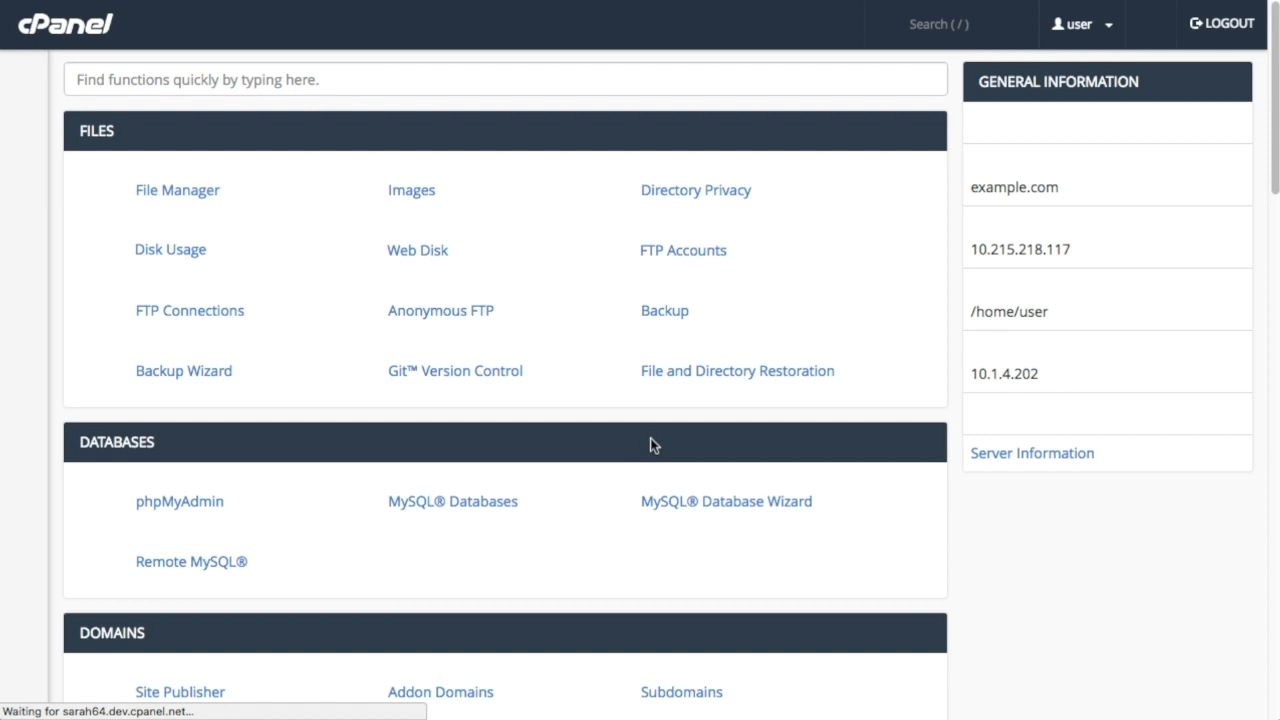 cPanel
Search ( / )
user
LOGOUT
Find functions quickly by typing here.
FILES
File Manager
Images
Directory Privacy
Disk Usage
Web Disk
FTP Accounts
FTP Connections
Anonymous FTP
Backup
Backup Wizard
Git™ Version Control
File and Directory Restoration
DATABASES
phpMyAdmin
MySQL® Databases
MySQL® Database Wizard
Remote MySQL®
DOMAINS
Site Publisher
Addon Domains
Subdomains
GENERAL INFORMATION
example.com
10.215.218.117
/home/user
10.1.4.202
Server Information
Waiting for sarah64.dev.cpanel.net...